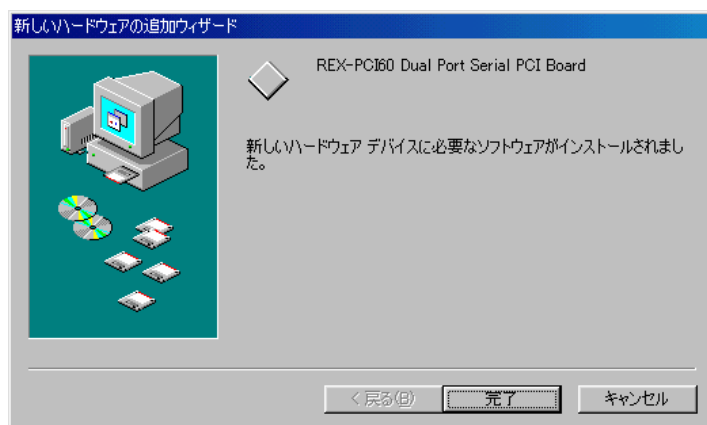 新しいハードウェアの追加ウィザード
REX-PCI60 Dual Port Serial PCI Board
新しいハードウェア デバイスに必要なソフトウェアがインストールされまし
た。
< 戻る(B)
完了
キャンセル